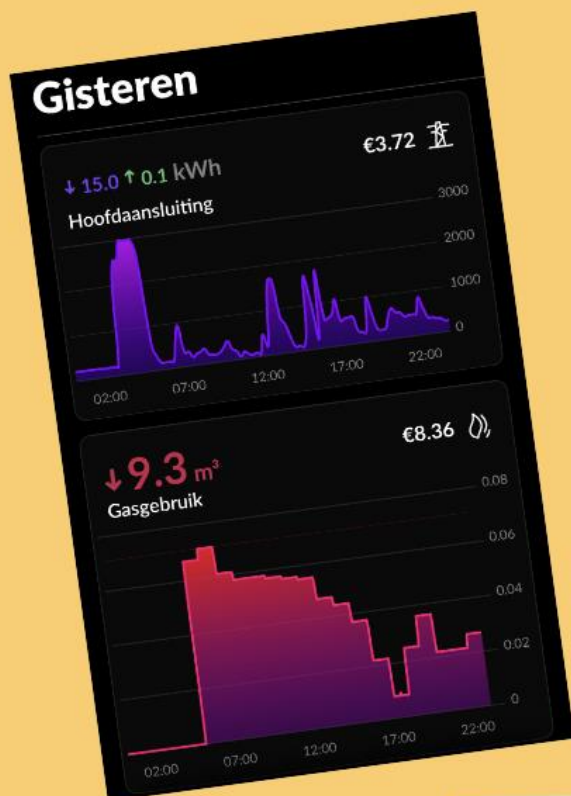 Gisteren
↓ 15.0 ↑ 0.1 kWh
€3.72
Hoofdaansluiting
3000
2000
1000
0
02:00 07:00 12:00 17:00 22:00
↓9.3 m³
€8.36
Gasgebruik
0.08
0.06
0.04
0.02
0
02:00 07:00 12:00 17:00 22:00